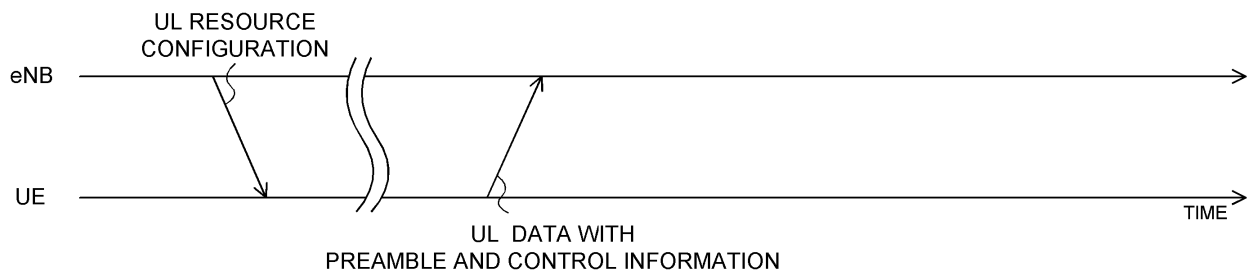 UL RESOURCE
CONFIGURATION
eNB
UE
TIME
UL DATA WITH
PREAMBLE AND CONTROL INFORMATION